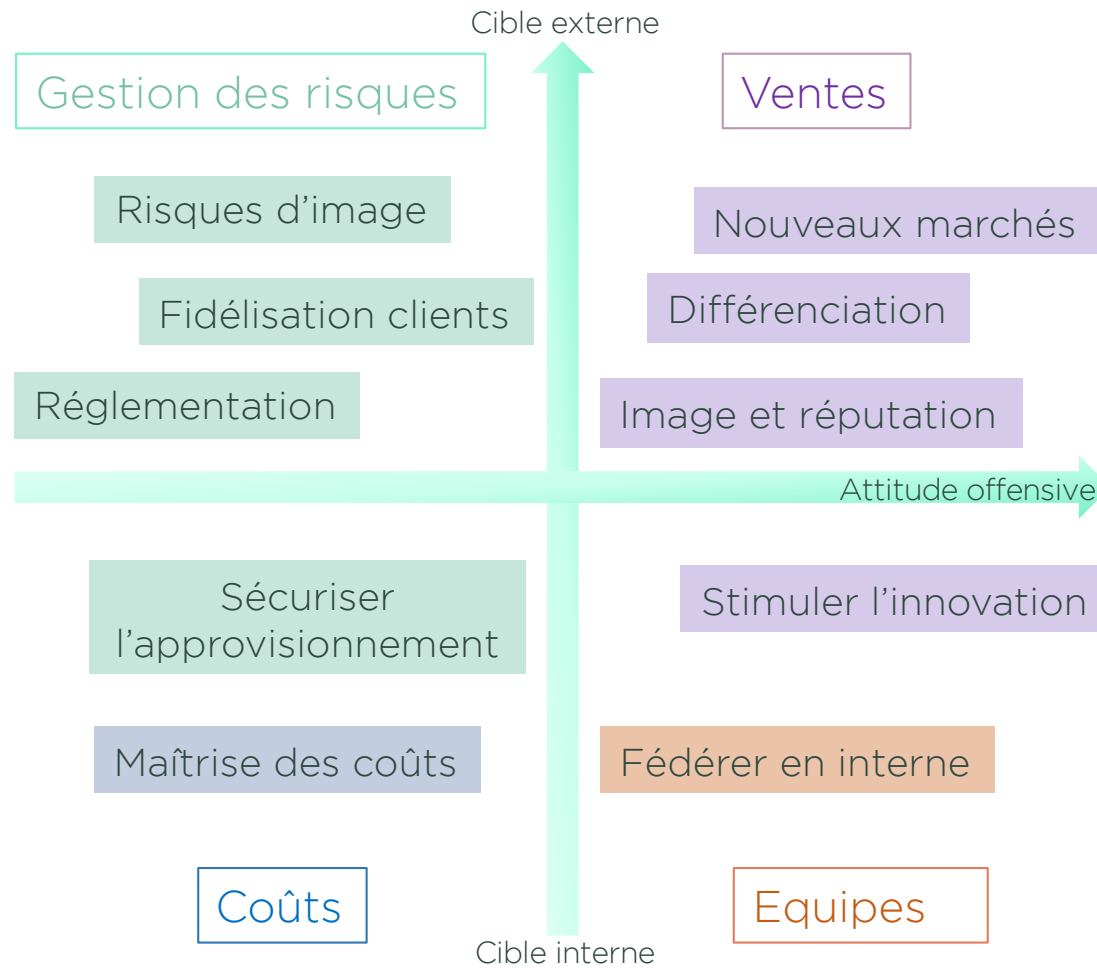 Cible externe
Gestion des risques
Ventes
Risques d’image
Nouveaux marchés
Fidélisation clients
Différenciation
Réglementation
Image et réputation
Attitude offensive
Sécuriser
l’approvisionnement
Stimuler l’innovation
Maîtrise des coûts
Fédérer en interne
Coûts
Equipes
Cible interne